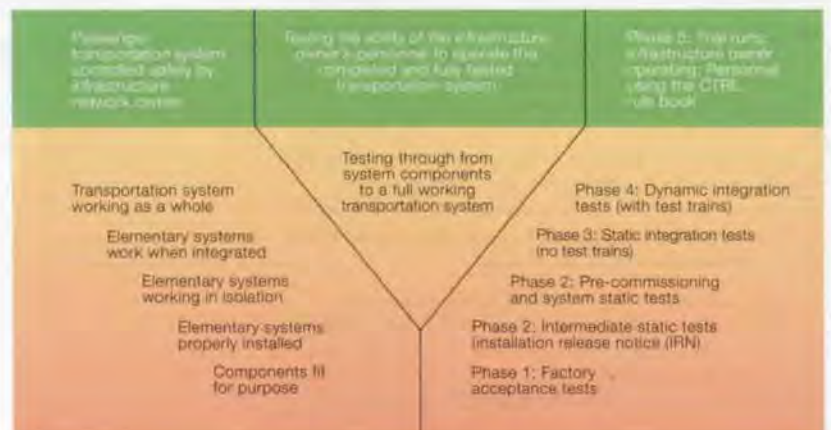 Passenger
transportation system
controlled safely by
infrastructure
network owner
Testing the ability of the infrastructure
owner's personnel to operate the
completed and fully tested
transportation system
Phase 5: Trial runs;
infrastructure owner
operating; Personnel
using the CTRL
rule book
Testing through from
system components
to a full working
transportation system
Transportation system
working as a whole
Elementary systems
work when integrated
Elementary systems
working in isolation
Elementary systems
properly installed
Components fit
for purpose
Phase 4: Dynamic integration
tests (with test trains)
Phase 3: Static integration tests
(no test trains)
Phase 2: Pre-commissioning
and system static tests
Phase 2: Intermediate static tests
(installation release notice (IRN)
Phase 1: Factory
acceptance tests